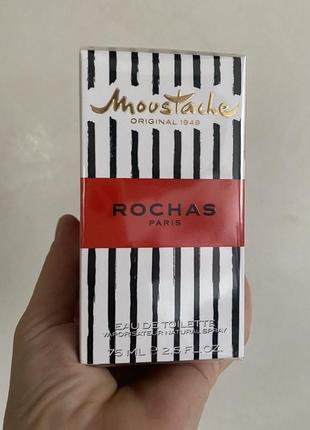 Moustache
ORIGINAL 1949
ROCHAS
PARIS
EAU DE TOILETTE
VAPORISATEUR NATURAL SPRAY
75 ML ℮ 2.5 FL.OZ.